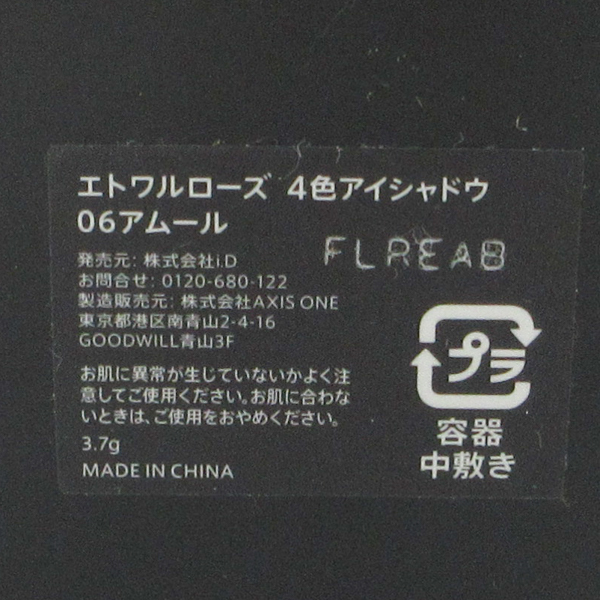 エトワルローズ 4色アイシャドウ
06アムール
FLREAB
発売元: 株式会社i.D
お問合せ: 0120-680-122
製造販売元: 株式会社AXIS ONE
東京都港区南青山2-4-16
GOODWILL青山3F
お肌に異常が生じていないかよく注
意してご使用ください。お肌に合わな
いときは、ご使用をおやめください。
3.7g
MADE IN CHINA
プラ
容器
中敷き